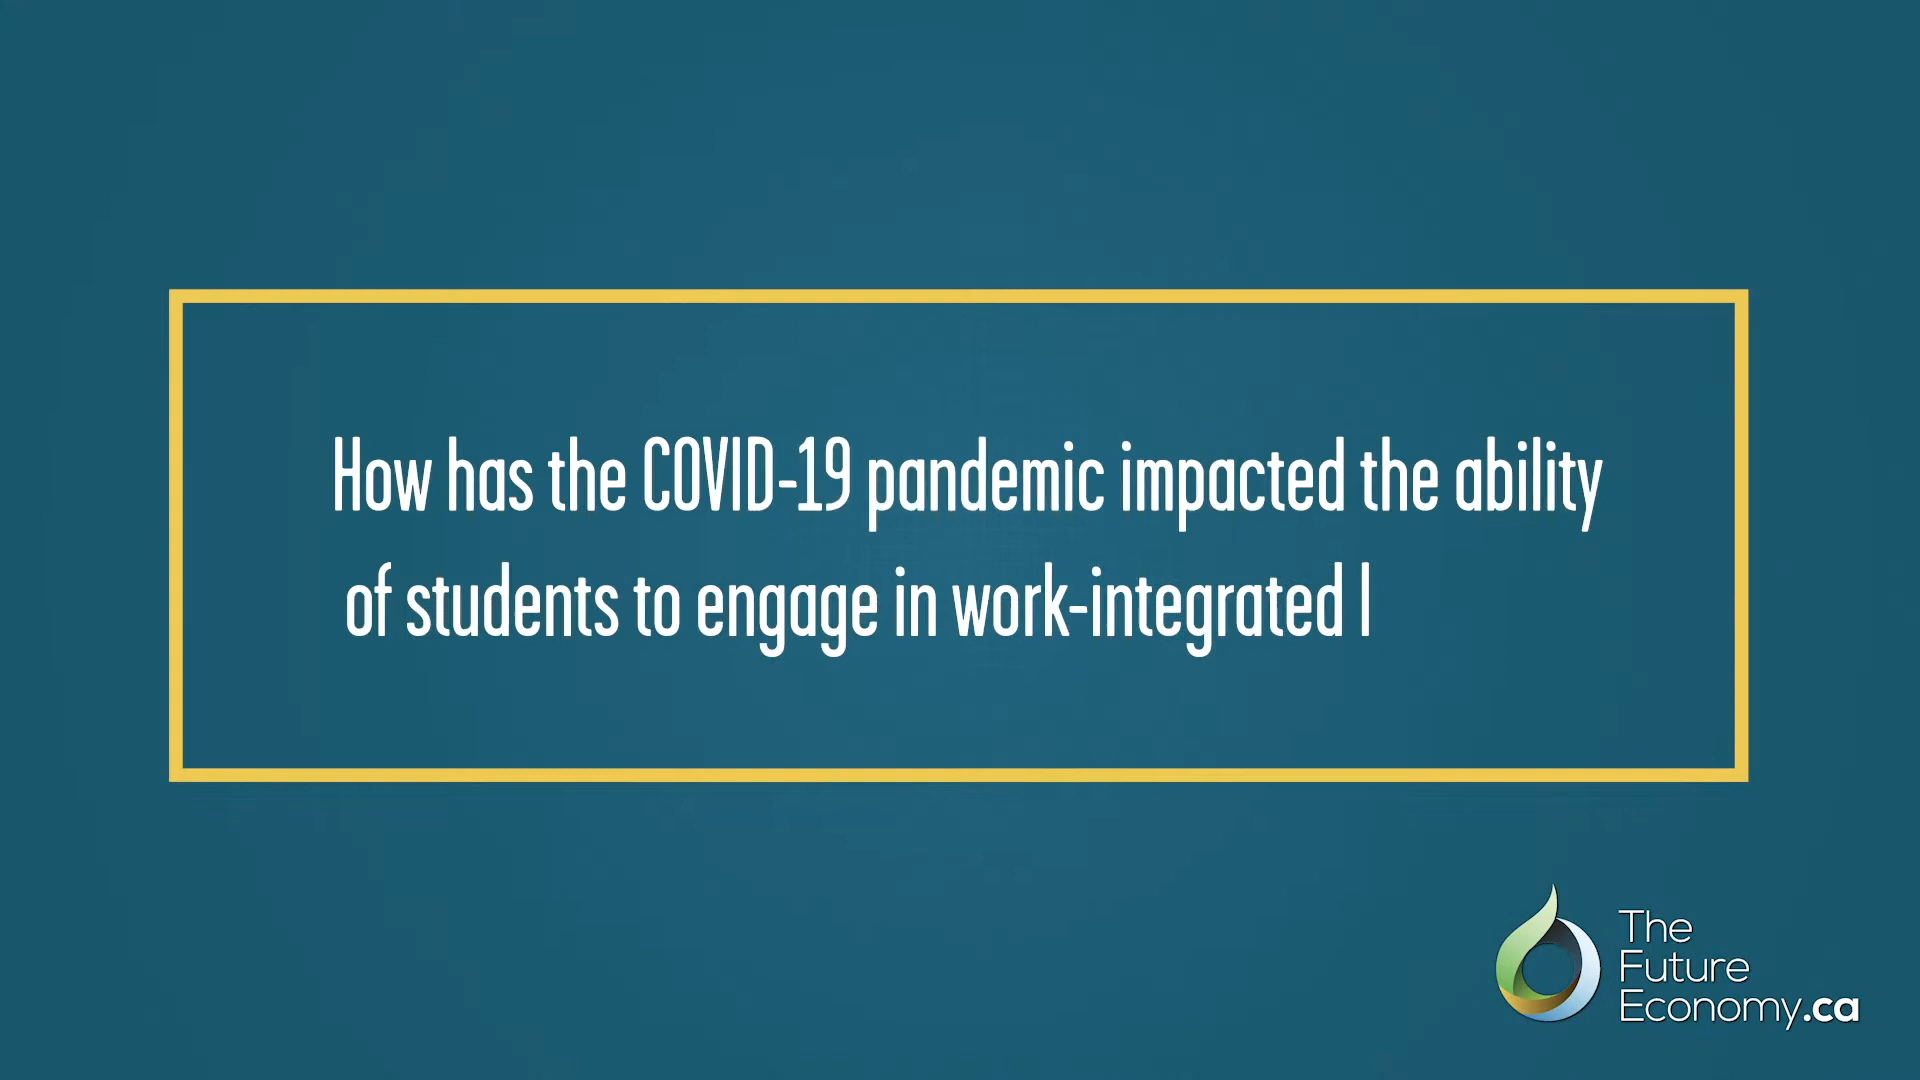 How has the COVID-19 pandemic impacted the ability
of students to engage in work-integrated l
The
Future
Economy.ca